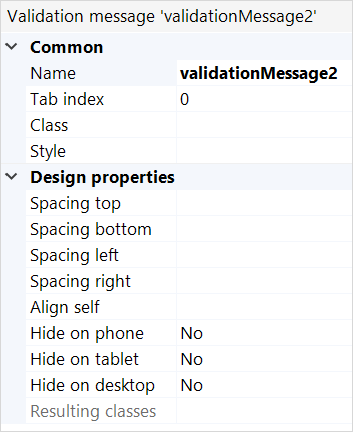 Validation message 'validationMessage2'
Common
Name validationMessage2
Tab index 0
Class
Style
Design properties
Spacing top
Spacing bottom
Spacing left
Spacing right
Align self
Hide on phone No
Hide on tablet No
Hide on desktop No
Resulting classes